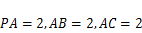 PA = 2, AB = 2, AC = 2